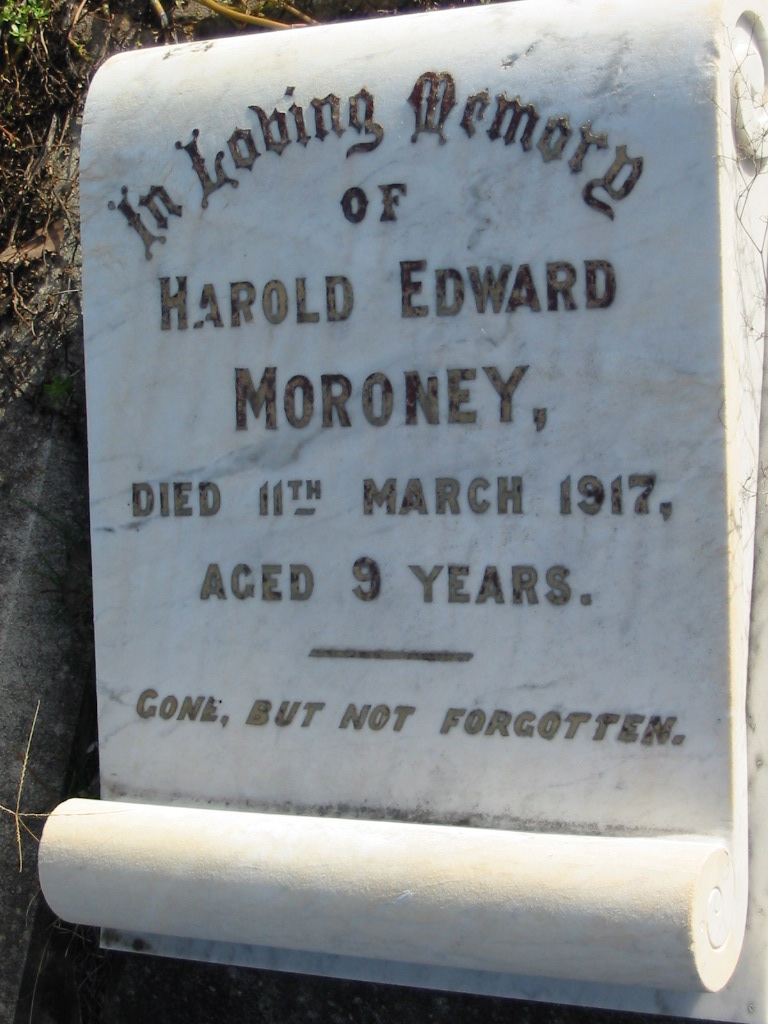 In Loving Memory
OF
HAROLD EDWARD
MORONEY,
DIED 11TH MARCH 1917,
AGED 9 YEARS.
GONE, BUT NOT FORGOTTEN.